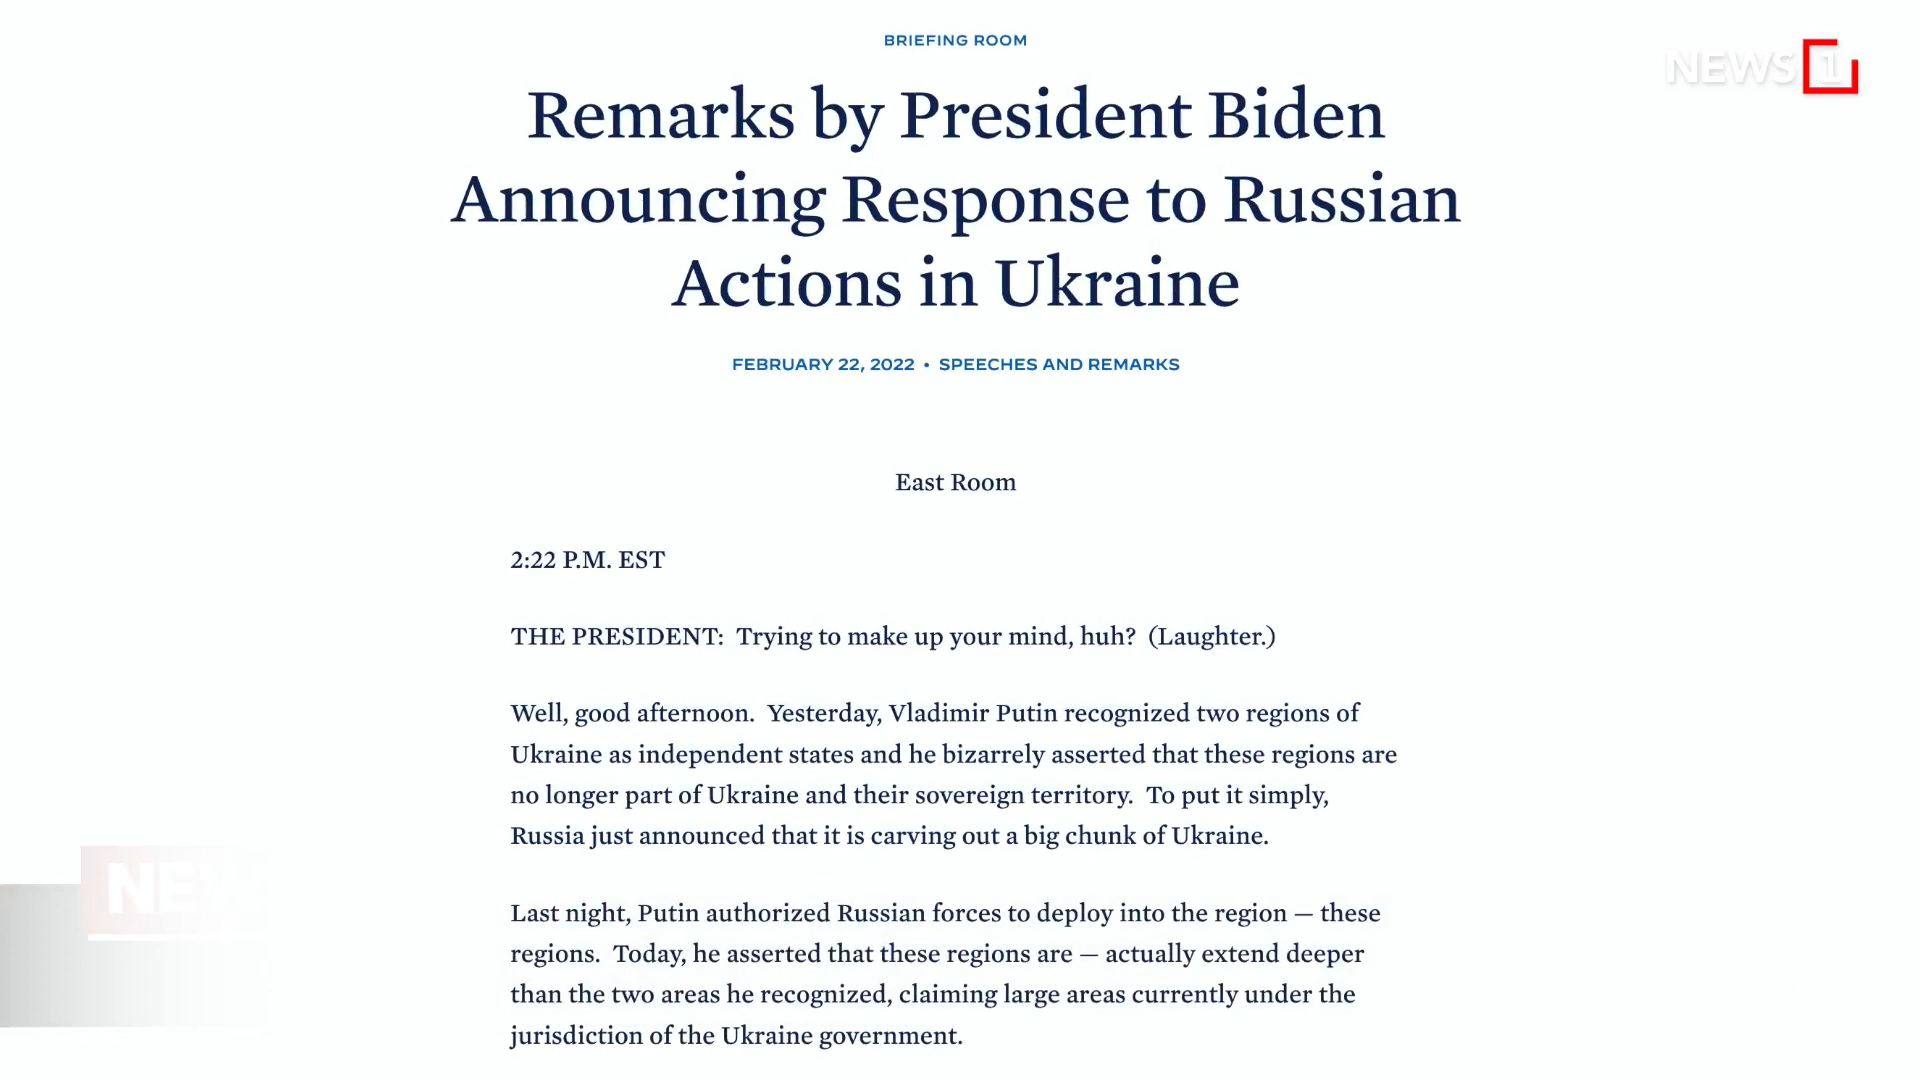 BRIEFING ROOM
NEWS 1
Remarks by President Biden
Announcing Response to Russian
Actions in Ukraine
FEBRUARY 22, 2022 • SPEECHES AND REMARKS
East Room
2:22 P.M. EST
THE PRESIDENT:  Trying to make up your mind, huh?  (Laughter.)
Well, good afternoon.  Yesterday, Vladimir Putin recognized two regions of
Ukraine as independent states and he bizarrely asserted that these regions are
no longer part of Ukraine and their sovereign territory.  To put it simply,
Russia just announced that it is carving out a big chunk of Ukraine.
Last night, Putin authorized Russian forces to deploy into the region — these
regions.  Today, he asserted that these regions are — actually extend deeper
than the two areas he recognized, claiming large areas currently under the
jurisdiction of the Ukraine government.